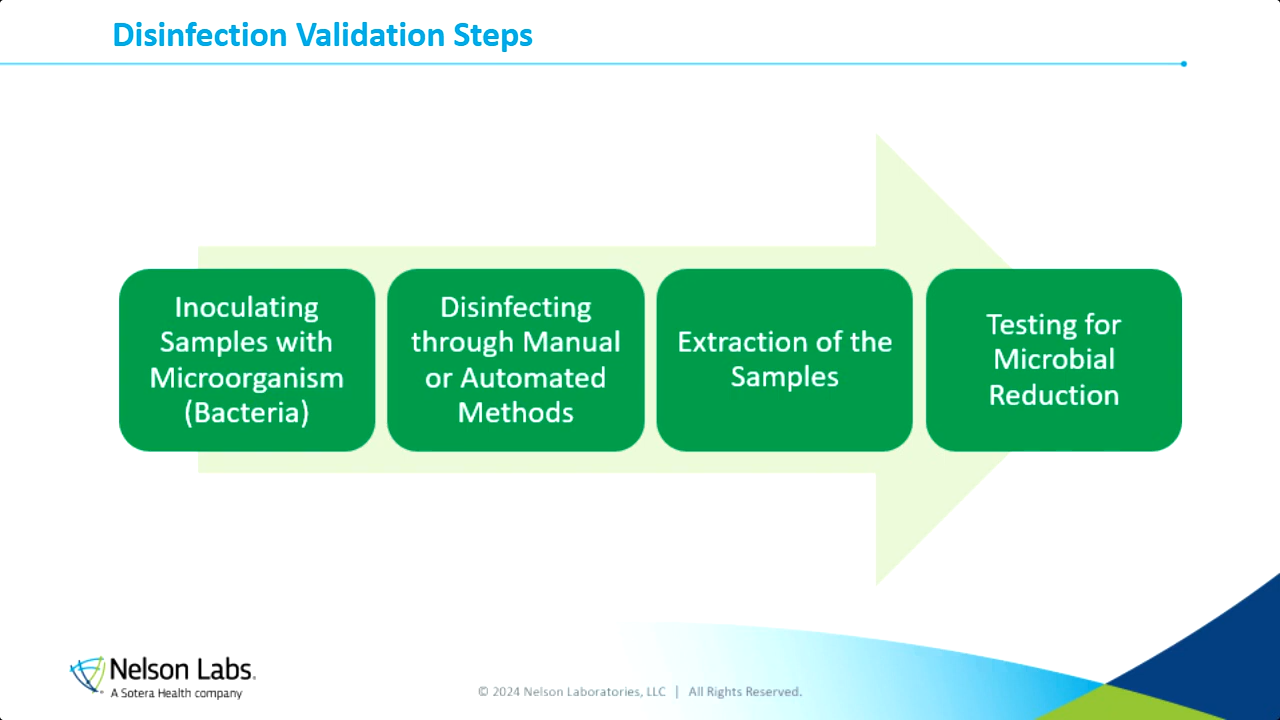 Disinfection Validation Steps
Inoculating
Samples with
Microorganism
(Bacteria)
Disinfecting
through Manual
or Automated
Methods
Extraction of the
Samples
Testing for
Microbial
Reduction
Nelson Labs®
A Sotera Health company
© 2024 Nelson Laboratories, LLC | All Rights Reserved.